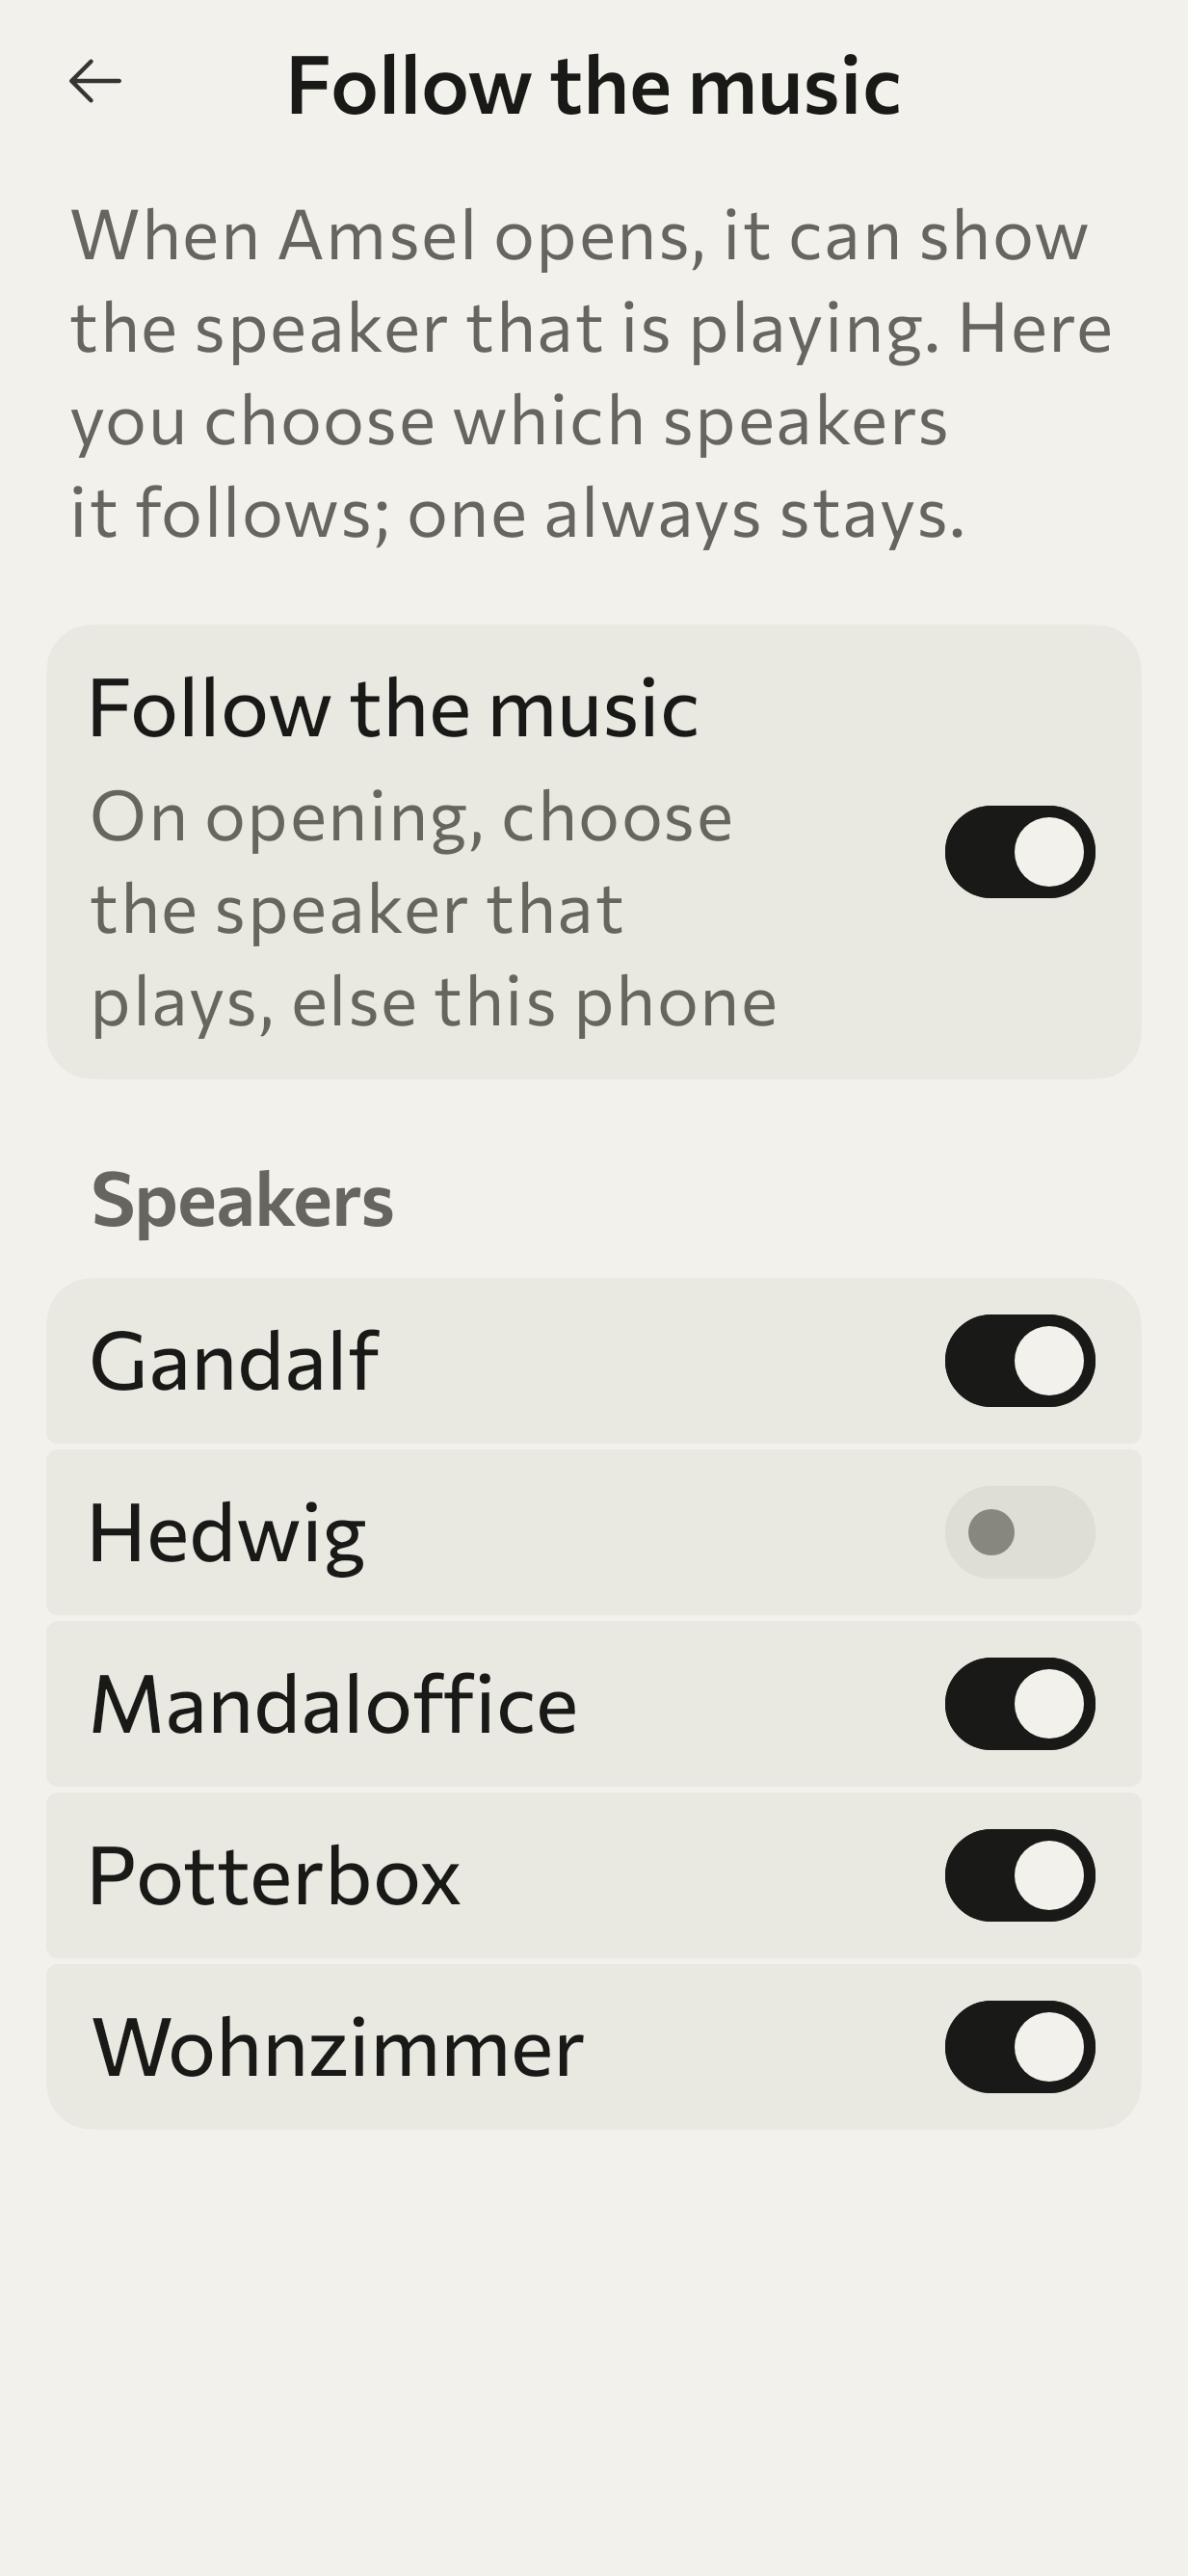 Follow the music
When Amsel opens, it can show
the speaker that is playing. Here
you choose which speakers
it follows; one always stays.
Follow the music
On opening, choose
the speaker that
plays, else this phone
Speakers
Gandalf
Hedwig
Mandaloffice
Potterbox
Wohnzimmer